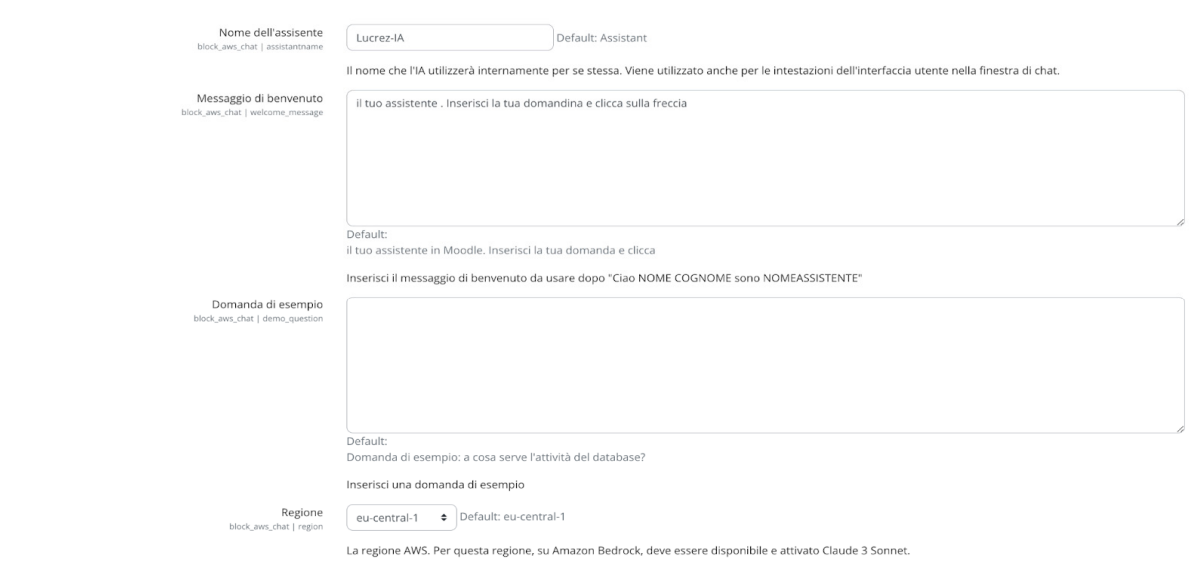 Nome dell'assisente
block_aws_chat | assistantname
Lucrez-IA
Default: Assistant
Il nome che l'IA utilizzerà internamente per se stessa. Viene utilizzato anche per le intestazioni dell'interfaccia utente nella finestra di chat.
Messaggio di benvenuto
block_aws_chat | welcome_message
il tuo assistente . Inserisci la tua domandina e clicca sulla freccia
Default:
il tuo assistente in Moodle. Inserisci la tua domanda e clicca
Inserisci il messaggio di benvenuto da usare dopo "Ciao NOME COGNOME sono NOMEASSISTENTE"
Domanda di esempio
block_aws_chat | demo_question
Default:
Domanda di esempio: a cosa serve l'attività del database?
Inserisci una domanda di esempio
Regione
block_aws_chat | region
eu-central-1
Default: eu-central-1
La regione AWS. Per questa regione, su Amazon Bedrock, deve essere disponibile e attivato Claude 3 Sonnet.